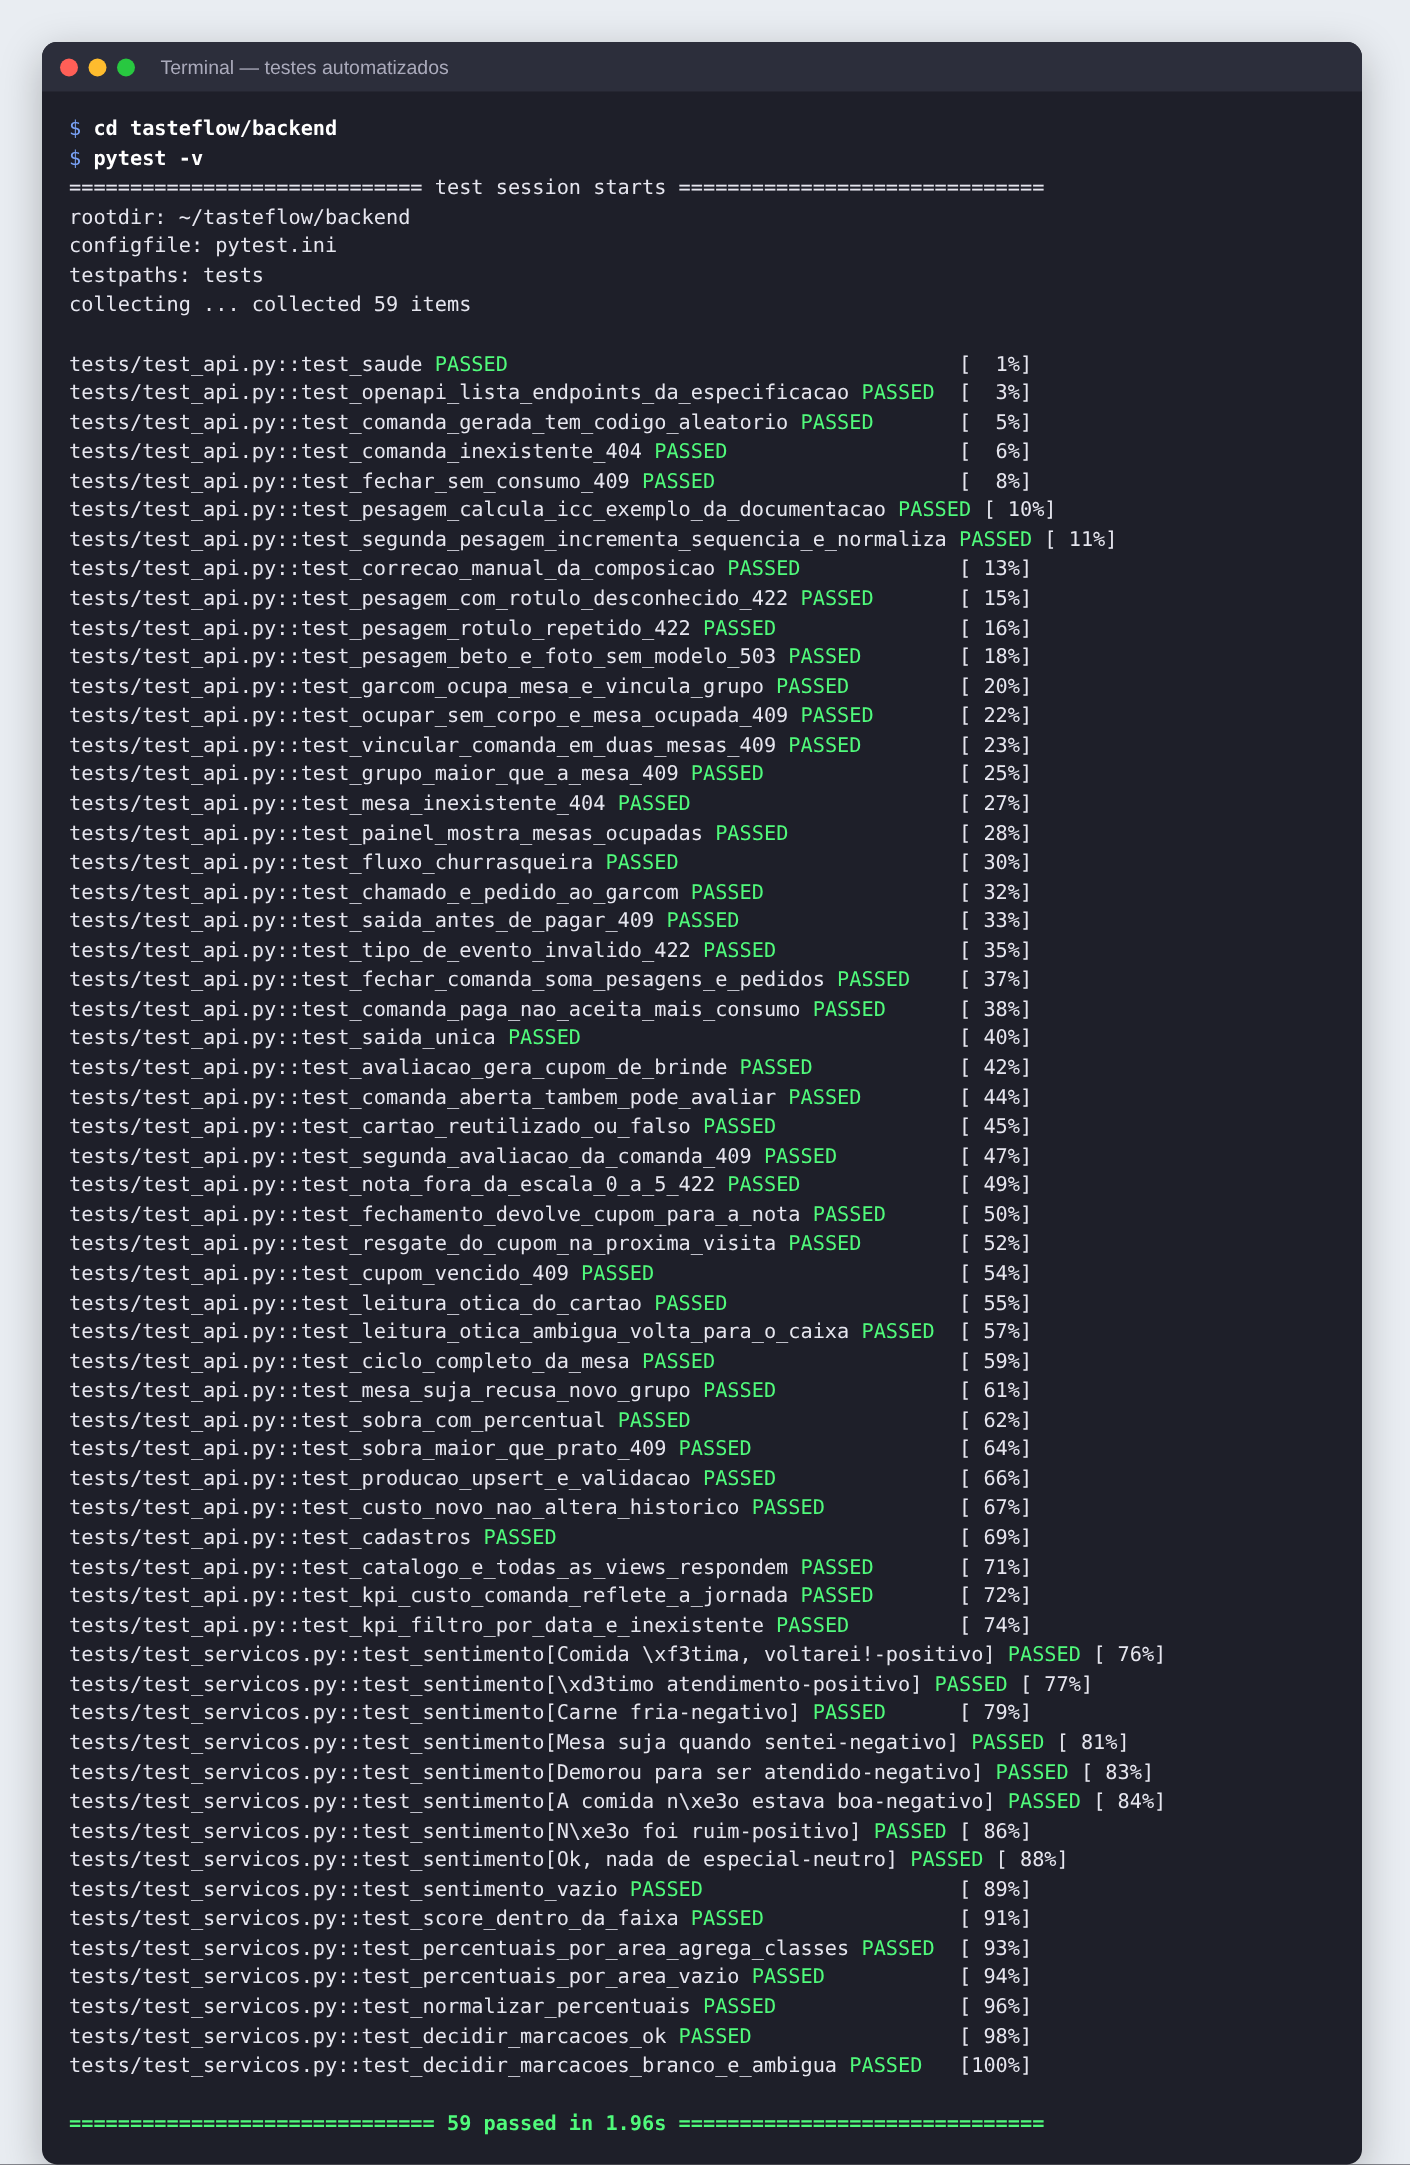 Terminal — testes automatizados
$ cd tasteflow/backend
$ pytest -v
============================= test session starts ==============================
rootdir: ~/tasteflow/backend
configfile: pytest.ini
testpaths: tests
collecting ... collected 59 items
tests/test_api.py::test_saude PASSED [  1%]
tests/test_api.py::test_openapi_lista_endpoints_da_especificacao PASSED [  3%]
tests/test_api.py::test_comanda_gerada_tem_codigo_aleatorio PASSED [  5%]
tests/test_api.py::test_comanda_inexistente_404 PASSED [  6%]
tests/test_api.py::test_fechar_sem_consumo_409 PASSED [  8%]
tests/test_api.py::test_pesagem_calcula_icc_exemplo_da_documentacao PASSED [ 10%]
tests/test_api.py::test_segunda_pesagem_incrementa_sequencia_e_normaliza PASSED [ 11%]
tests/test_api.py::test_correcao_manual_da_composicao PASSED [ 13%]
tests/test_api.py::test_pesagem_com_rotulo_desconhecido_422 PASSED [ 15%]
tests/test_api.py::test_pesagem_rotulo_repetido_422 PASSED [ 16%]
tests/test_api.py::test_pesagem_beto_e_foto_sem_modelo_503 PASSED [ 18%]
tests/test_api.py::test_garcom_ocupa_mesa_e_vincula_grupo PASSED [ 20%]
tests/test_api.py::test_ocupar_sem_corpo_e_mesa_ocupada_409 PASSED [ 22%]
tests/test_api.py::test_vincular_comanda_em_duas_mesas_409 PASSED [ 23%]
tests/test_api.py::test_grupo_maior_que_a_mesa_409 PASSED [ 25%]
tests/test_api.py::test_mesa_inexistente_404 PASSED [ 27%]
tests/test_api.py::test_painel_mostra_mesas_ocupadas PASSED [ 28%]
tests/test_api.py::test_fluxo_churrasqueira PASSED [ 30%]
tests/test_api.py::test_chamado_e_pedido_ao_garcom PASSED [ 32%]
tests/test_api.py::test_saida_antes_de_pagar_409 PASSED [ 33%]
tests/test_api.py::test_tipo_de_evento_invalido_422 PASSED [ 35%]
tests/test_api.py::test_fechar_comanda_soma_pesagens_e_pedidos PASSED [ 37%]
tests/test_api.py::test_comanda_paga_nao_aceita_mais_consumo PASSED [ 38%]
tests/test_api.py::test_saida_unica PASSED [ 40%]
tests/test_api.py::test_avaliacao_gera_cupom_de_brinde PASSED [ 42%]
tests/test_api.py::test_comanda_aberta_tambem_pode_avaliar PASSED [ 44%]
tests/test_api.py::test_cartao_reutilizado_ou_falso PASSED [ 45%]
tests/test_api.py::test_segunda_avaliacao_da_comanda_409 PASSED [ 47%]
tests/test_api.py::test_nota_fora_da_escala_0_a_5_422 PASSED [ 49%]
tests/test_api.py::test_fechamento_devolve_cupom_para_a_nota PASSED [ 50%]
tests/test_api.py::test_resgate_do_cupom_na_proxima_visita PASSED [ 52%]
tests/test_api.py::test_cupom_vencido_409 PASSED [ 54%]
tests/test_api.py::test_leitura_otica_do_cartao PASSED [ 55%]
tests/test_api.py::test_leitura_otica_ambigua_volta_para_o_caixa PASSED [ 57%]
tests/test_api.py::test_ciclo_completo_da_mesa PASSED [ 59%]
tests/test_api.py::test_mesa_suja_recusa_novo_grupo PASSED [ 61%]
tests/test_api.py::test_sobra_com_percentual PASSED [ 62%]
tests/test_api.py::test_sobra_maior_que_prato_409 PASSED [ 64%]
tests/test_api.py::test_producao_upsert_e_validacao PASSED [ 66%]
tests/test_api.py::test_custo_novo_nao_altera_historico PASSED [ 67%]
tests/test_api.py::test_cadastros PASSED [ 69%]
tests/test_api.py::test_catalogo_e_todas_as_views_respondem PASSED [ 71%]
tests/test_api.py::test_kpi_custo_comanda_reflete_a_jornada PASSED [ 72%]
tests/test_api.py::test_kpi_filtro_por_data_e_inexistente PASSED [ 74%]
tests/test_servicos.py::test_sentimento[Comida \xf3tima, voltarei!-positivo] PASSED [ 76%]
tests/test_servicos.py::test_sentimento[\xd3timo atendimento-positivo] PASSED [ 77%]
tests/test_servicos.py::test_sentimento[Carne fria-negativo] PASSED [ 79%]
tests/test_servicos.py::test_sentimento[Mesa suja quando sentei-negativo] PASSED [ 81%]
tests/test_servicos.py::test_sentimento[Demorou para ser atendido-negativo] PASSED [ 83%]
tests/test_servicos.py::test_sentimento[A comida n\xe3o estava boa-negativo] PASSED [ 84%]
tests/test_servicos.py::test_sentimento[N\xe3o foi ruim-positivo] PASSED [ 86%]
tests/test_servicos.py::test_sentimento[Ok, nada de especial-neutro] PASSED [ 88%]
tests/test_servicos.py::test_sentimento_vazio PASSED [ 89%]
tests/test_servicos.py::test_score_dentro_da_faixa PASSED [ 91%]
tests/test_servicos.py::test_percentuais_por_area_agrega_classes PASSED [ 93%]
tests/test_servicos.py::test_percentuais_por_area_vazio PASSED [ 94%]
tests/test_servicos.py::test_normalizar_percentuais PASSED [ 96%]
tests/test_servicos.py::test_decidir_marcacoes_ok PASSED [ 98%]
tests/test_servicos.py::test_decidir_marcacoes_branco_e_ambigua PASSED [100%]
============================== 59 passed in 1.96s ==============================